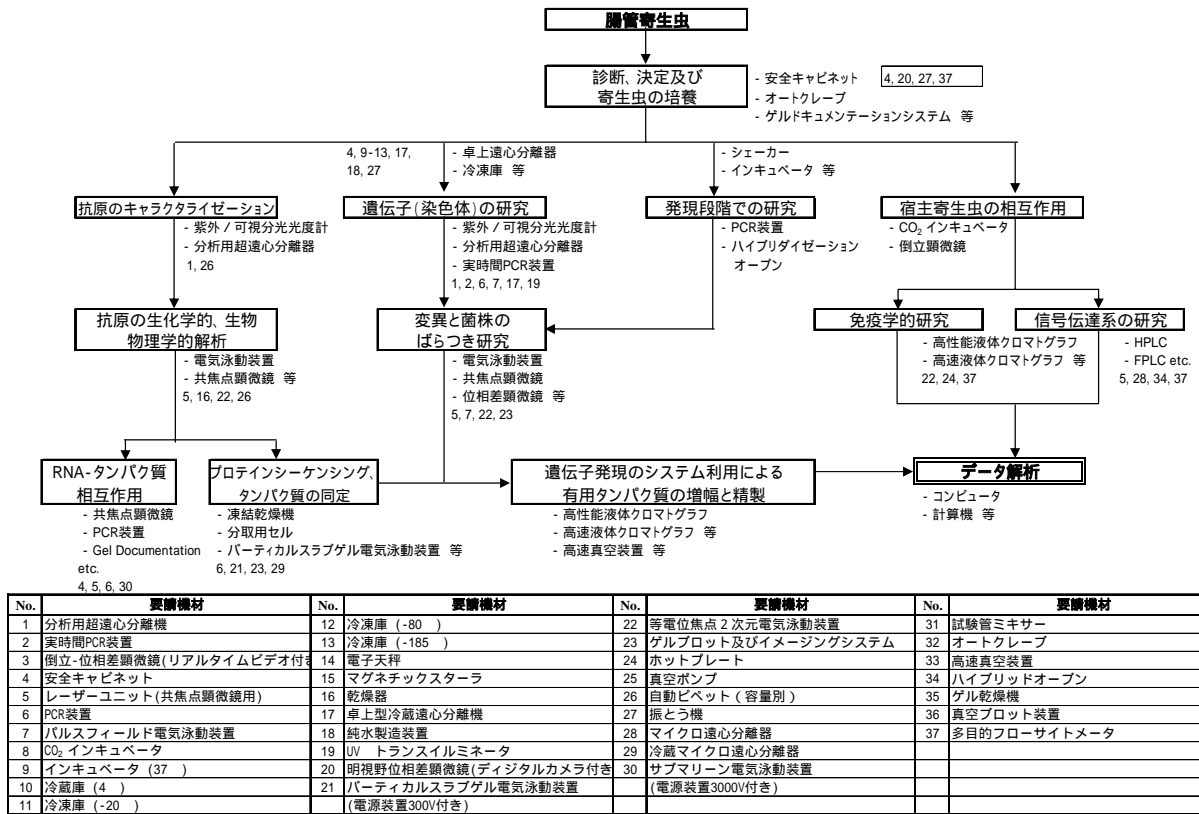 腸管寄生虫
診断、決定及び
寄生虫の培養
- 安全キャビネット
4, 20, 27, 37
- オートクレーブ
- ゲルドキュメンテーションシステム 等
4, 9-13, 17,
18, 27
- 卓上遠心分離器
- 冷凍庫 等
- シェーカー
- インキュベータ 等
抗原のキャラクタライゼーション
- 紫外/可視分光光度計
- 分析用超遠心分離器
1, 26
遺伝子(染色体)の研究
- 紫外/可視分光光度計
- 分析用超遠心分離器
- 実時間PCR装置
1, 2, 6, 7, 17, 19
発現段階での研究
- PCR装置
- ハイブリダイゼーション
オーブン
宿主寄生虫の相互作用
- CO₂ インキュベータ
- 倒立顕微鏡
抗原の生化学的、生物
物理学的解析
- 電気泳動装置
- 共焦点顕微鏡 等
5, 16, 22, 26
変異と菌株の
ばらつき研究
- 電気泳動装置
- 共焦点顕微鏡
- 位相差顕微鏡 等
5, 7, 22, 23
免疫学的研究
- 高性能液体クロマトグラフ
- 高速液体クロマトグラフ 等
22, 24, 37
信号伝達系の研究
- HPLC
- FPLC etc.
5, 28, 34, 37
RNA-タンパク質
相互作用
- 共焦点顕微鏡
- PCR装置
- Gel Documentation
etc.
4, 5, 6, 30
プロテインシーケンシング、
タンパク質の同定
- 凍結乾燥機
- 分取用セル
- バーティカルスラブゲル電気泳動装置 等
6, 21, 23, 29
遺伝子発現のシステム利用による
有用タンパク質の増幅と精製
- 高性能液体クロマトグラフ
- 高速液体クロマトグラフ 等
- 高速真空装置 等
データ解析
- コンピュータ
- 計算機 等
No. 要請機材 No. 要請機材 No. 要請機材 No. 要請機材
1 分析用超遠心分離機 12 冷凍庫 (-80 ) 22 等電位焦点2次元電気泳動装置 31 試験管ミキサー
2 実時間PCR装置 13 冷凍庫 (-185 ) 23 ゲルブロット及びイメージングシステム 32 オートクレーブ
3 倒立-位相差顕微鏡(リアルタイムビデオ付き 14 電子天秤 24 ホットプレート 33 高速真空装置
4 安全キャビネット 15 マグネチックスターラ 25 真空ポンプ 34 ハイブリッドオーブン
5 レーザーユニット(共焦点顕微鏡用) 16 乾燥器 26 自動ピペット(容量別) 35 ゲル乾燥機
6 PCR装置 17 卓上型冷蔵遠心分離機 27 振とう機 36 真空ブロット装置
7 パルスフィールド電気泳動装置 18 純水製造装置 28 マイクロ遠心分離器 37 多目的フローサイトメータ
8 CO₂ インキュベータ 19 UV トランスイルミネータ 29 冷蔵マイクロ遠心分離器
9 インキュベータ (37 ) 20 明視野位相差顕微鏡(ディジタルカメラ付き 30 サブマリーン電気泳動装置
10 冷蔵庫 (4 ) 21 バーティカルスラブゲル電気泳動装置 (電源装置3000V付き)
11 冷凍庫 (-20 ) (電源装置300V付き)